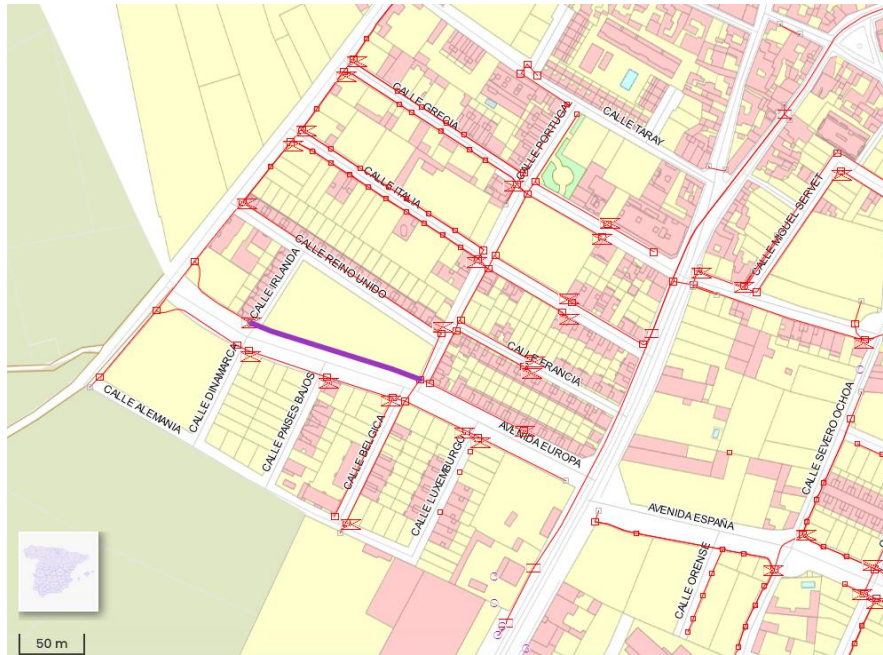 CALLE GRECIA
CALLE PORTUGA
CALLE TARAY
CALLE ITALIA
CALLE MIGUEL SERVET
CALLE REINO UNIDO
CALLE IRLANDA
CALLE FRANCIA
CALLE DINAMARCA
CALLE PAISES BAJOS
CALLE ALEMANIA
CALLE BELGICA
CALLE LUXEMBURGO
AVENIDA EUROPA
CALLE SEVERO OCHOA
AVENIDA ESPAÑA
CALLE ORENSE
50 m